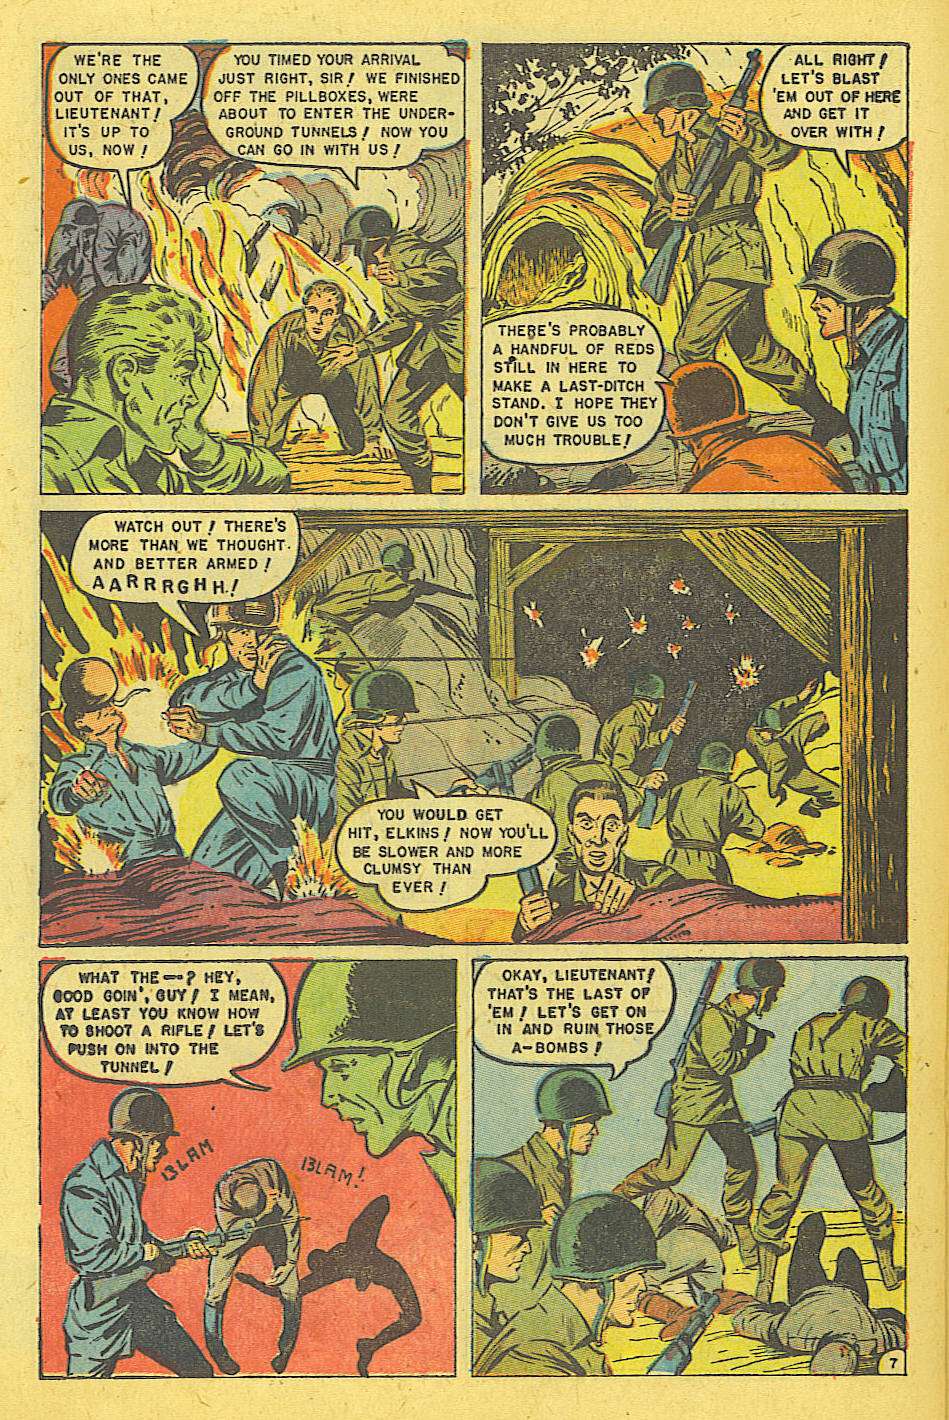 WE'RE THE
ONLY ONES CAME
OUT OF THAT,
LIEUTENANT!
IT'S UP TO
US, NOW!
YOU TIMED YOUR ARRIVAL
JUST RIGHT, SIR! WE FINISHED
OFF THE PILLBOXES, WERE
ABOUT TO ENTER THE UNDER-
GROUND TUNNELS! NOW YOU
CAN GO IN WITH US!
ALL RIGHT!
LET'S BLAST
'EM OUT OF HERE
AND GET IT
OVER WITH!
THERE'S PROBABLY
A HANDFUL OF REDS
STILL IN HERE TO
MAKE A LAST-DITCH
STAND. I HOPE THEY
DON'T GIVE US TOO
MUCH TROUBLE!
WATCH OUT! THERE'S
MORE THAN WE THOUGHT.
AND BETTER ARMED!
AARRRGHH!
YOU WOULD GET
HIT, ELKINS! NOW YOU'LL
BE SLOWER AND MORE
CLUMSY THAN
EVER!
WHAT THE —? HEY,
GOOD GOIN', GUY! I MEAN,
AT LEAST YOU KNOW HOW
TO SHOOT A RIFLE! LET'S
PUSH ON INTO THE
TUNNEL!
BLAM
BLAM!
OKAY, LIEUTENANT!
THAT'S THE LAST OF
'EM! LET'S GET ON
IN AND RUIN THOSE
A-BOMBS!
7